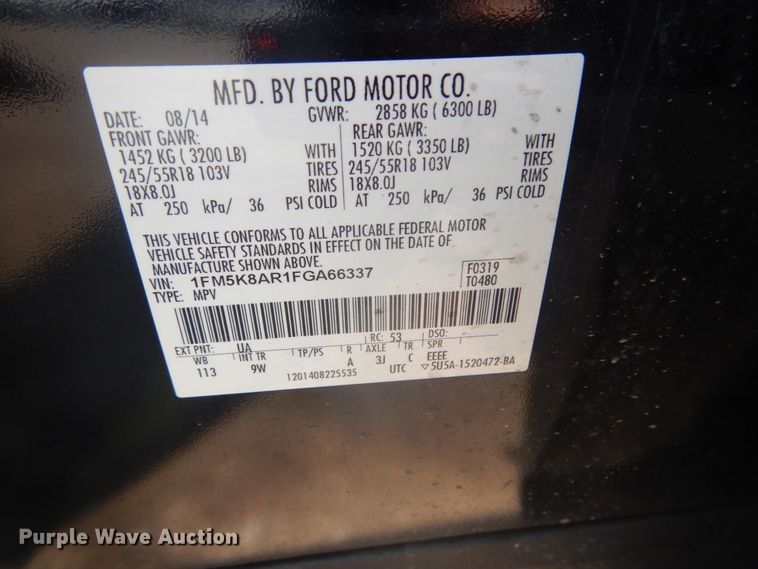 MFD. BY FORD MOTOR CO.
DATE: 08/14 GVWR: 2858 KG ( 6300 LB)
FRONT GAWR: REAR GAWR:
1452 KG ( 3200 LB) WITH 1520 KG ( 3350 LB) WITH
245/55R18 103V TIRES 245/55R18 103V TIRES
18X8.0J RIMS 18X8.0J RIMS
AT 250 kPa/ 36 PSI COLD AT 250 kPa/ 36 PSI COLD
THIS VEHICLE CONFORMS TO ALL APPLICABLE FEDERAL MOTOR
VEHICLE SAFETY STANDARDS IN EFFECT ON THE DATE OF
MANUFACTURE SHOWN ABOVE.
VIN: 1FM5K8AR1FGA66337 F0319
TYPE: MPV T0480
EXT PNT: UA RC: 53 DSO:
WB INT TR TP/PS R AXLE TR SPR
113 9W A 3J C EEEE
1201408225535 UTC ▽5U5A-1520472-BA
Purple Wave Auction